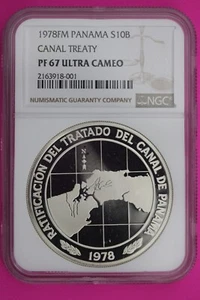 1978FM PANAMA S10B
CANAL TREATY
PF 67 ULTRA CAMEO
2163918-001
NUMISMATIC GUARANTY COMPANY
NGC
RATIFICACION DEL TRATADO DEL CANAL DE PANAMA
1978